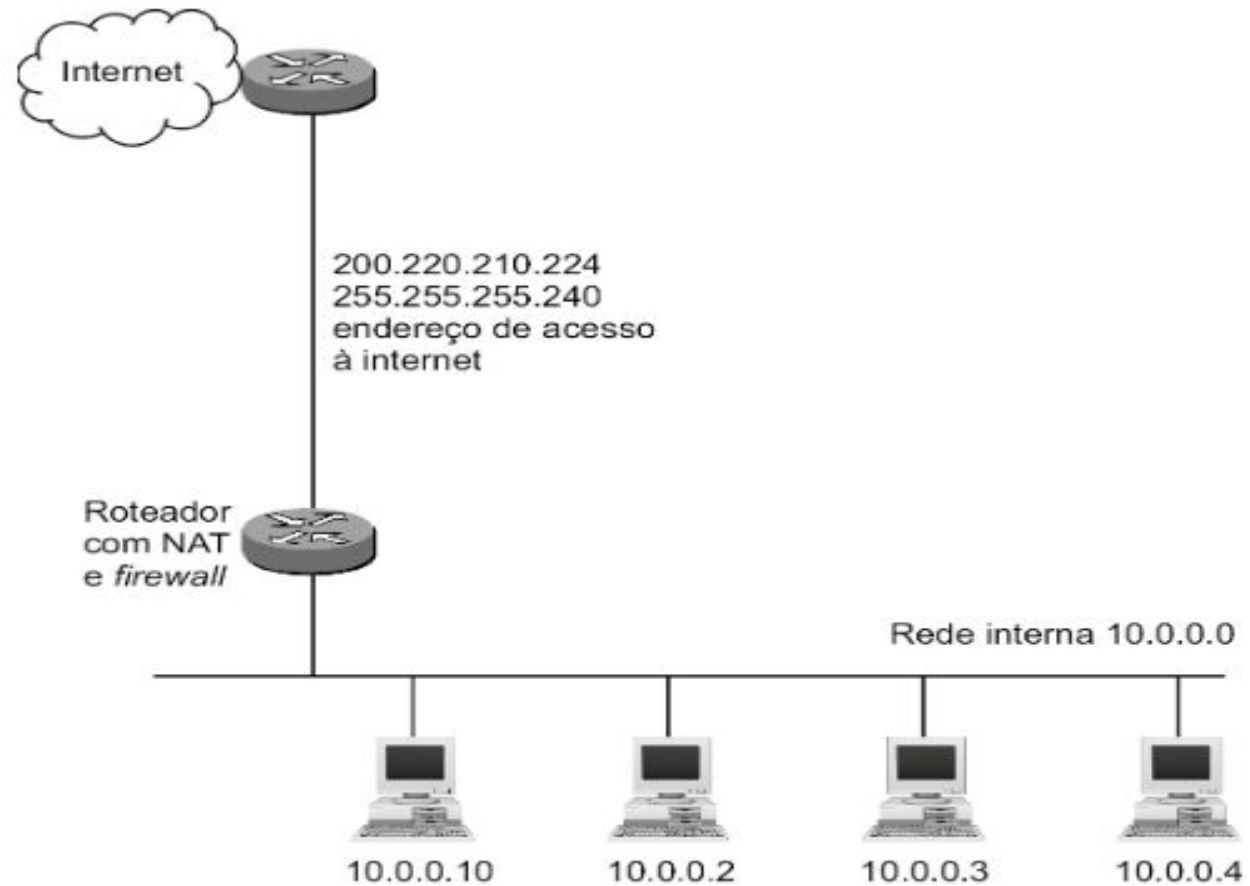 Internet
200.220.210.224
255.255.255.240
endereço de acesso
à internet
Roteador
com NAT
e firewall
Rede interna 10.0.0.0
10.0.0.10
10.0.0.2
10.0.0.3
10.0.0.4